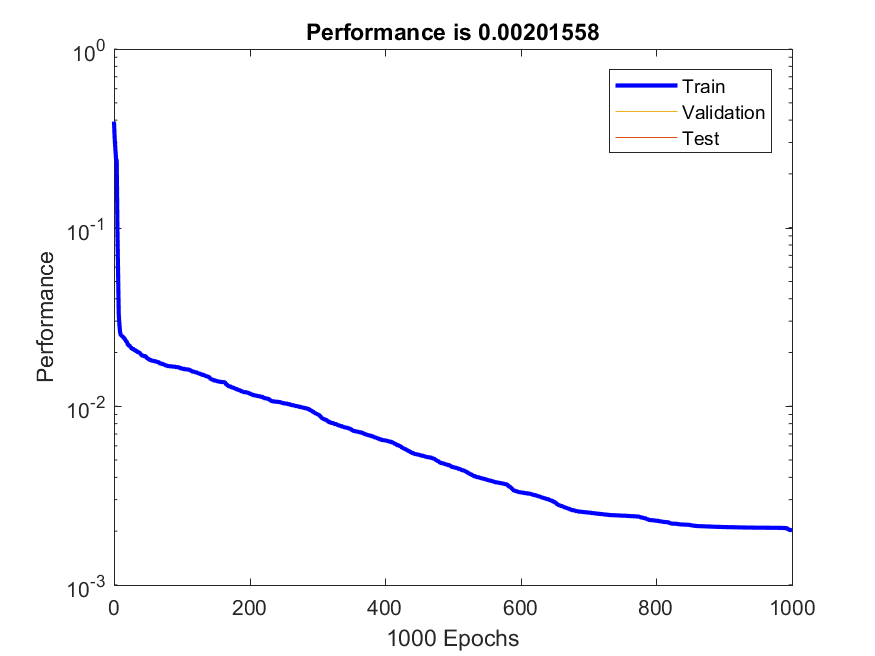 Performance is 0.00201558
10^0
Train
Validation
Test
10^-1
Performance
10^-2
10^-3
0 200 400 600 800 1000
1000 Epochs